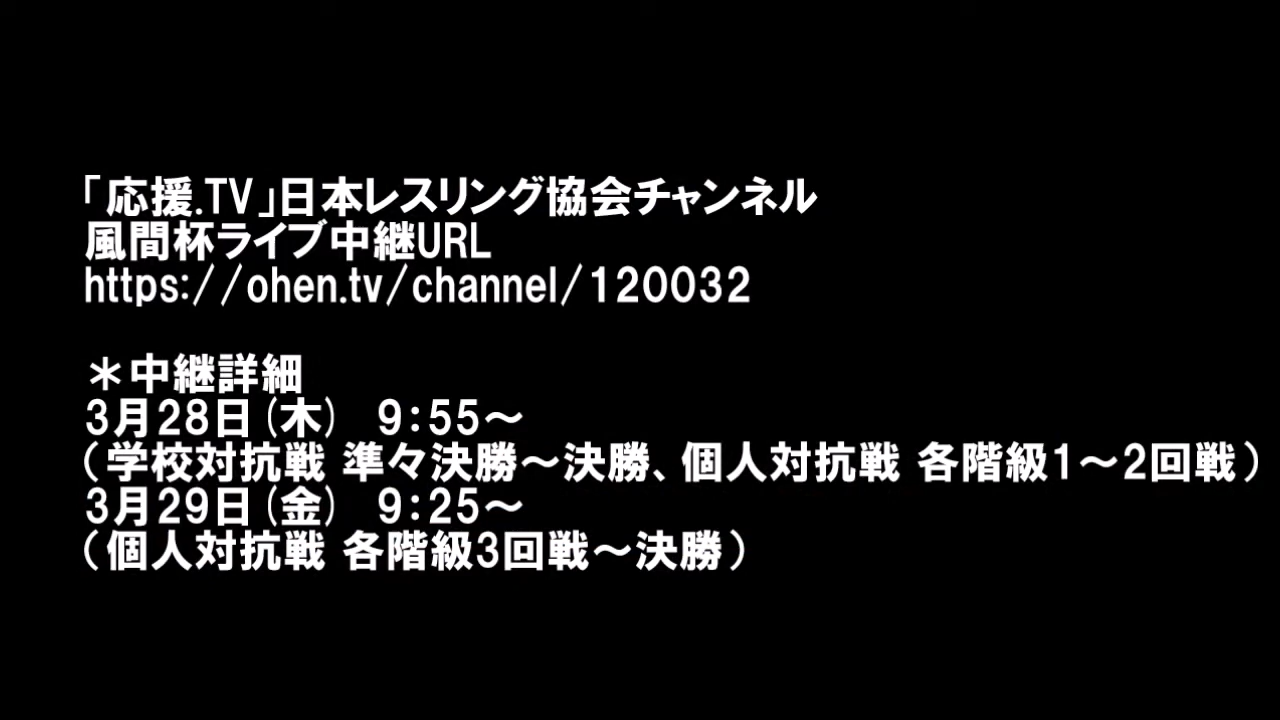 「応援.TV」日本レスリング協会チャンネル
風間杯ライブ中継URL
https://ohen.tv/channel/120032
＊中継詳細
3月28日(木)　9：55～
（学校対抗戦 準々決勝～決勝、個人対抗戦 各階級1～2回戦）
3月29日(金)　9：25～
（個人対抗戦 各階級3回戦～決勝）